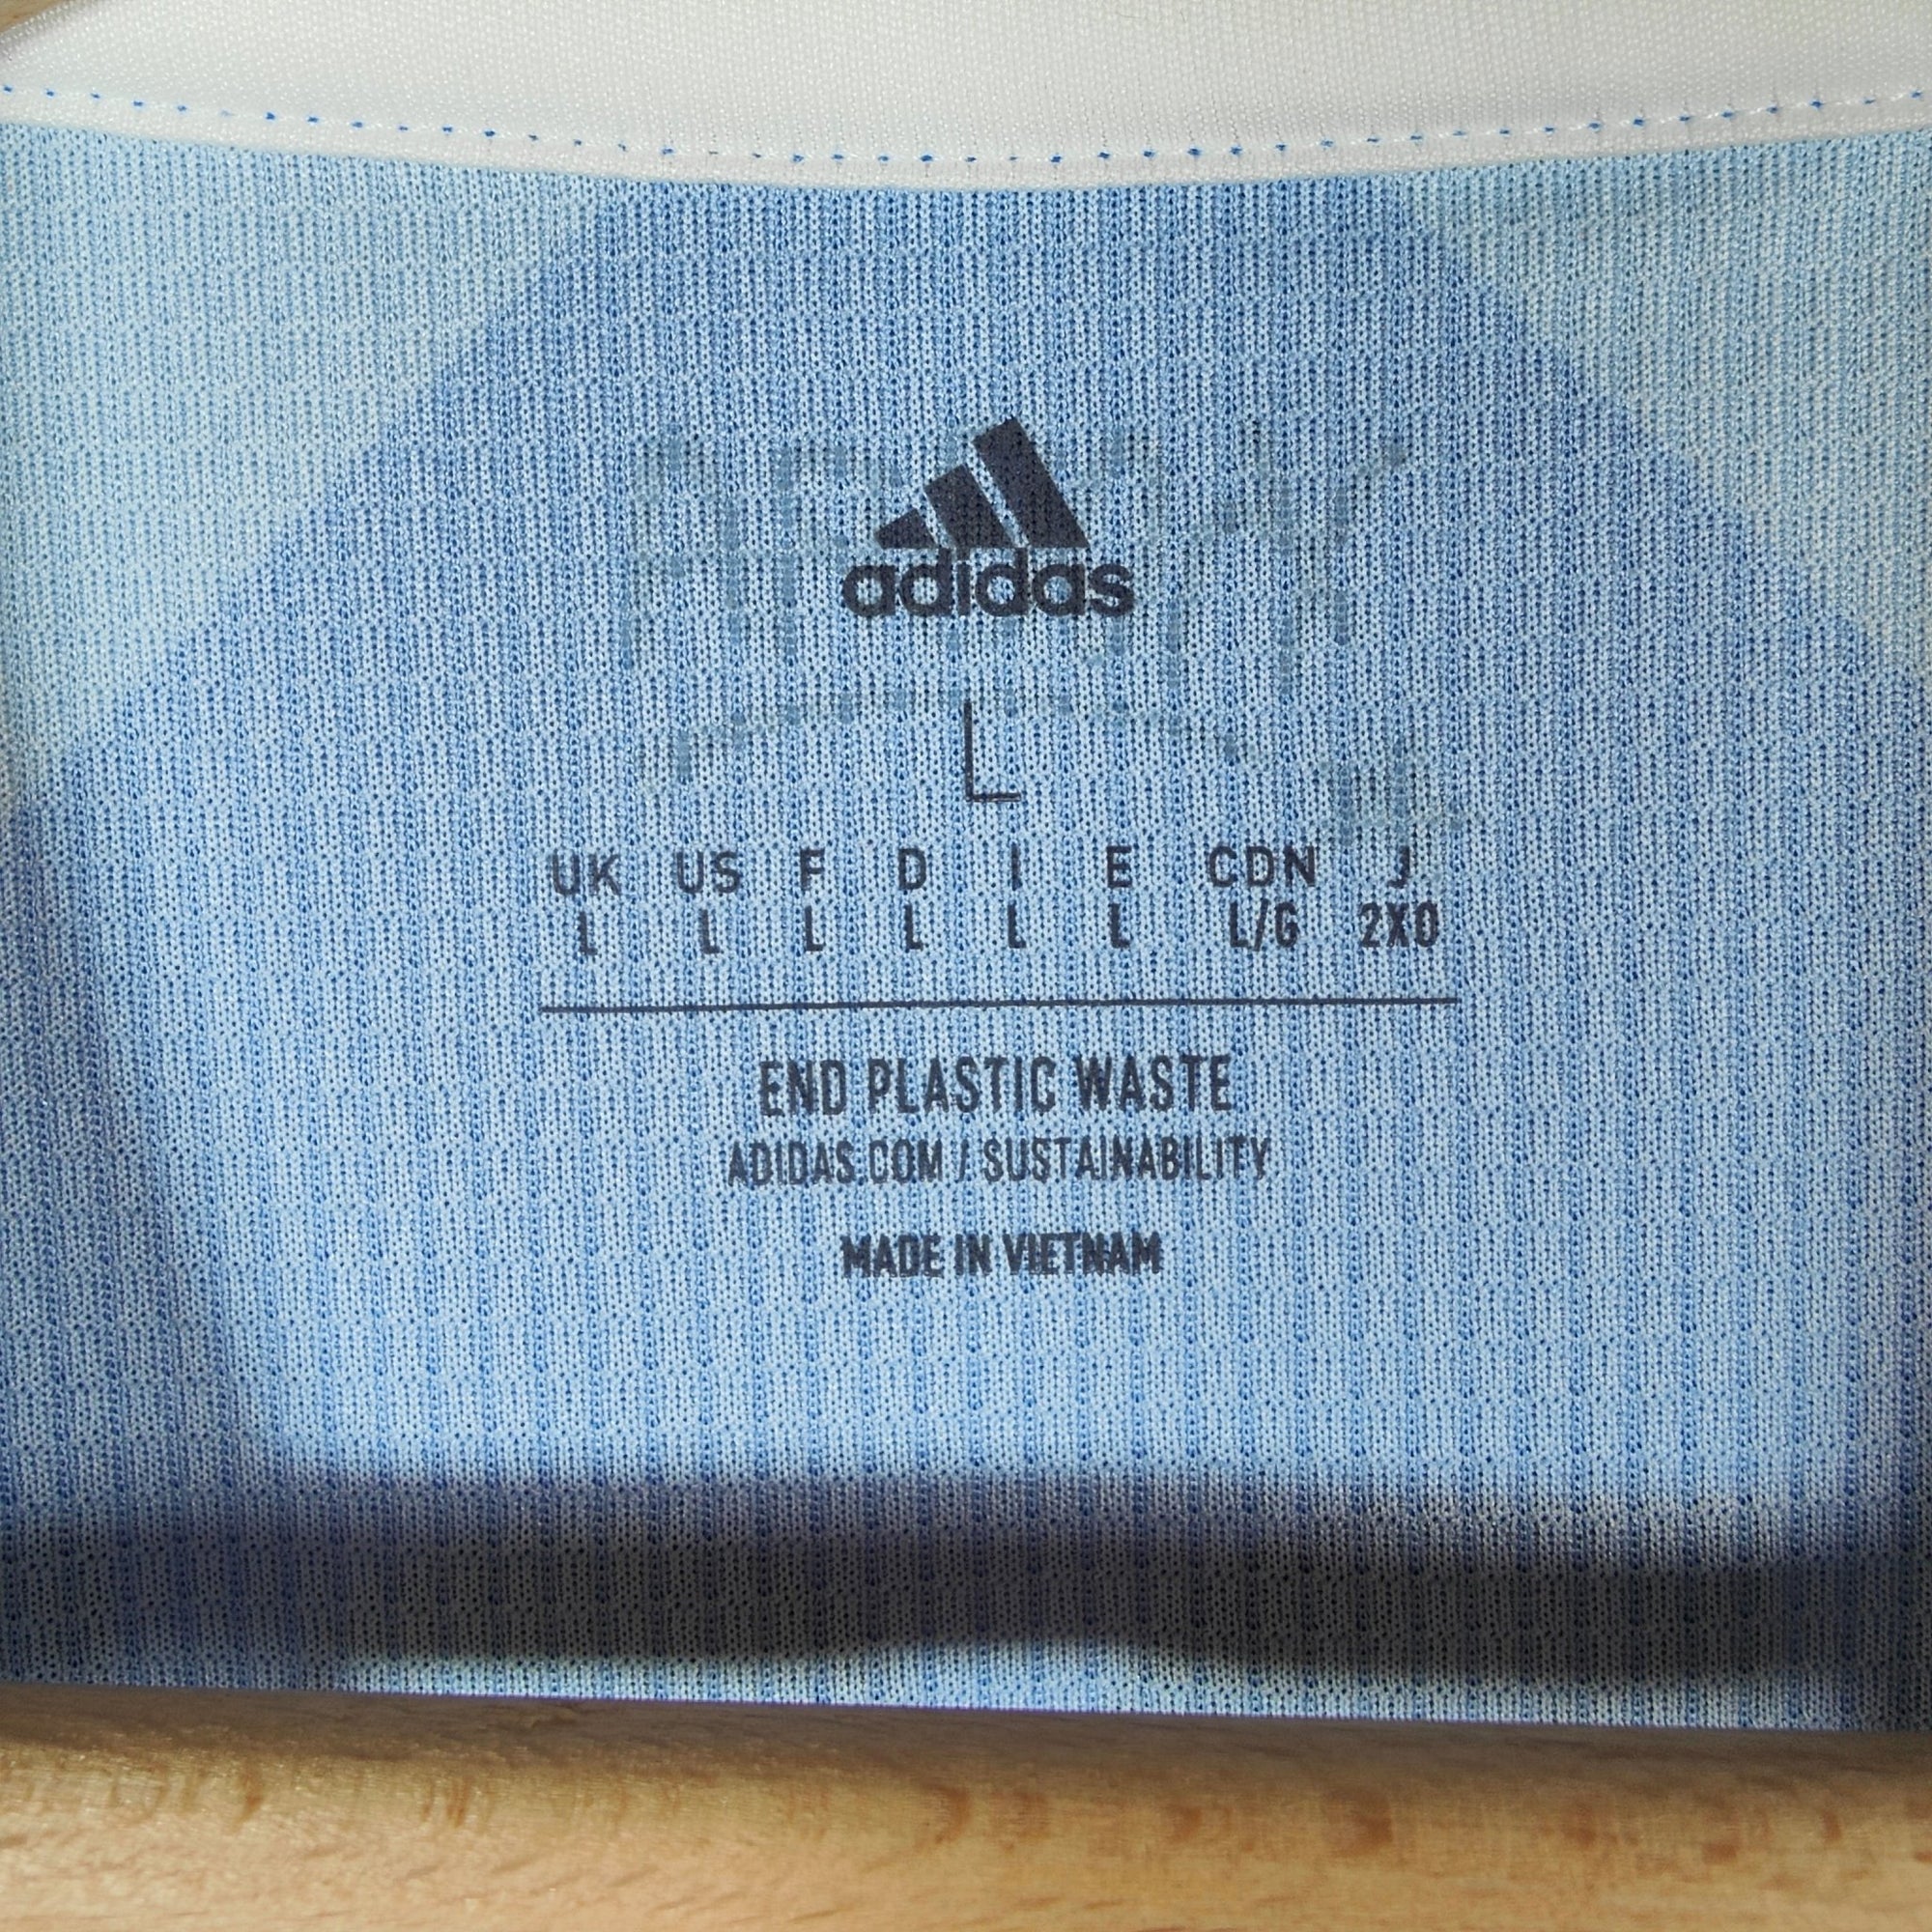 adidas
L
UK US F D I E CDN J
L L L L L L L/G 2XO
END PLASTIC WASTE
ADIDAS.COM / SUSTAINABILITY
MADE IN VIETNAM